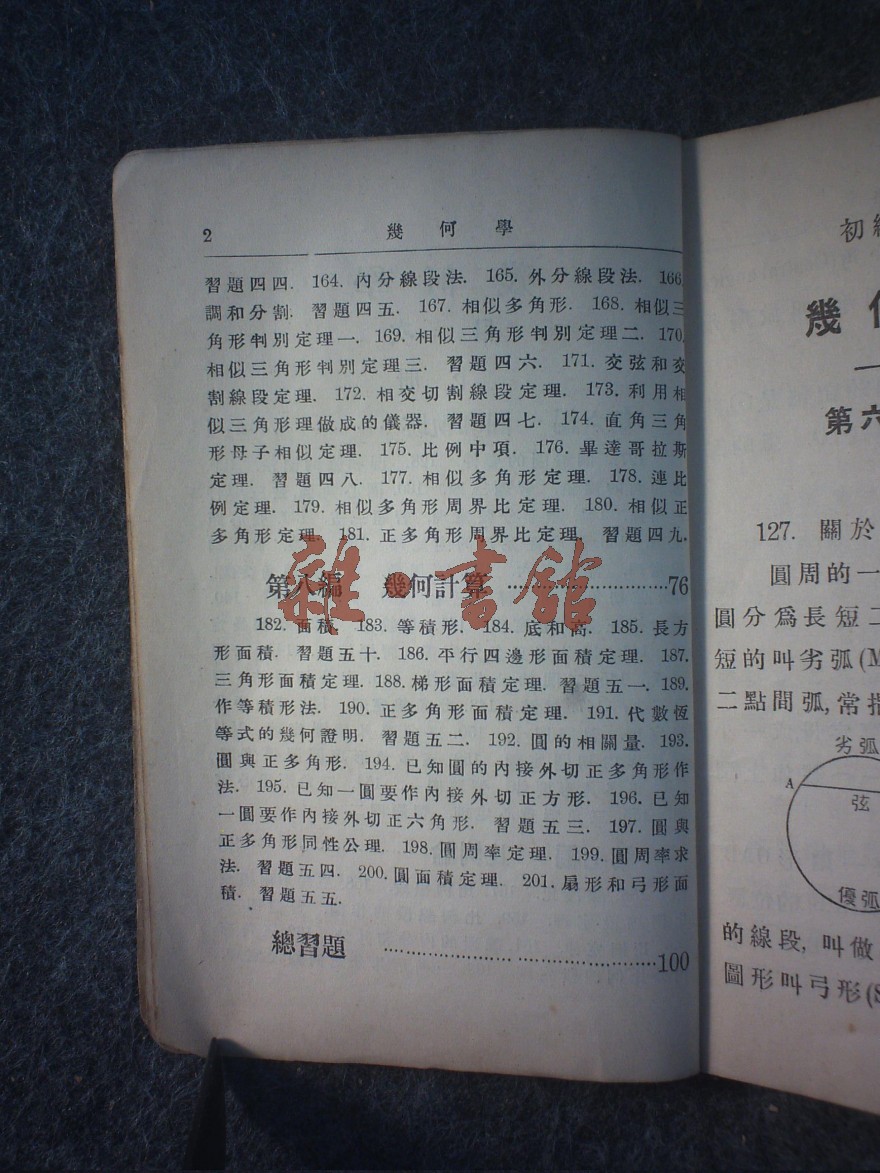 2 幾何學
習題四四. 164. 內分線段法. 165. 外分線段法. 166.
調和分割. 習題四五. 167. 相似多角形. 168. 相似三
角形判別定理一. 169. 相似三角形判別定理二. 170.
相似三角形判別定理三. 習題四六. 171. 交弦和交
割線段定理. 172. 相交切割線段定理. 173. 利用相
似三角形理做成的儀器. 習題四七. 174. 直角三角
形母子相似定理. 175. 比例中項. 176. 畢達哥拉斯
定理. 習題四八. 177. 相似多角形定理. 178. 連比
例定理. 179. 相似多角形周界比定理. 180. 相似正
多角形定理. 181. 正多角形周界比定理. 習題四九.
第八編 幾何計算 ························76
雜·書館
182. 面積. 183. 等積形. 184. 底和高. 185. 長方
形面積. 習題五十. 186. 平行四邊形面積定理. 187.
三角形面積定理. 188. 梯形面積定理. 習題五一. 189.
作等積形法. 190. 正多角形面積定理. 191. 代數恆
等式的幾何證明. 習題五二. 192. 圓的相關量. 193.
圓與正多角形. 194. 已知圓的內接外切正多角形作
法. 195. 已知一圓要作內接外切正方形. 196. 已知
一圓要作內接外切正六角形. 習題五三. 197. 圓與
正多角形同性公理. 198. 圓周率定理. 199. 圓周率求
法. 習題五四. 200. 圓面積定理. 201. 扇形和弓形面
積. 習題五五.
總習題 ········································100
初
幾
第六
127. 關於
圓周的一
圓分爲長短二
短的叫劣弧(M
二點間弧,常指
劣弧
A
弦
優弧
的線段,叫做
圖形叫弓形(S